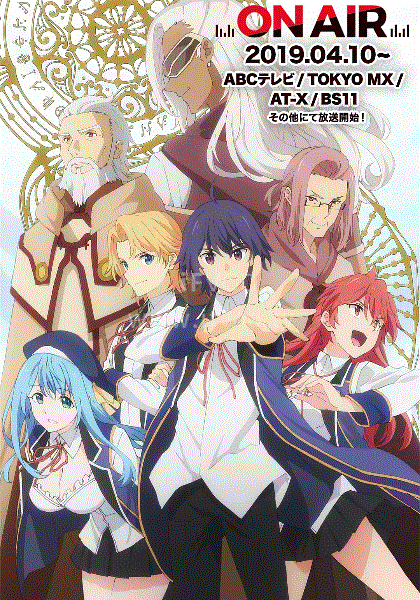 ON AIR
2019.04.10~
ABCテレビ / TOKYO MX /
AT-X / BS11
その他にて放送開始！